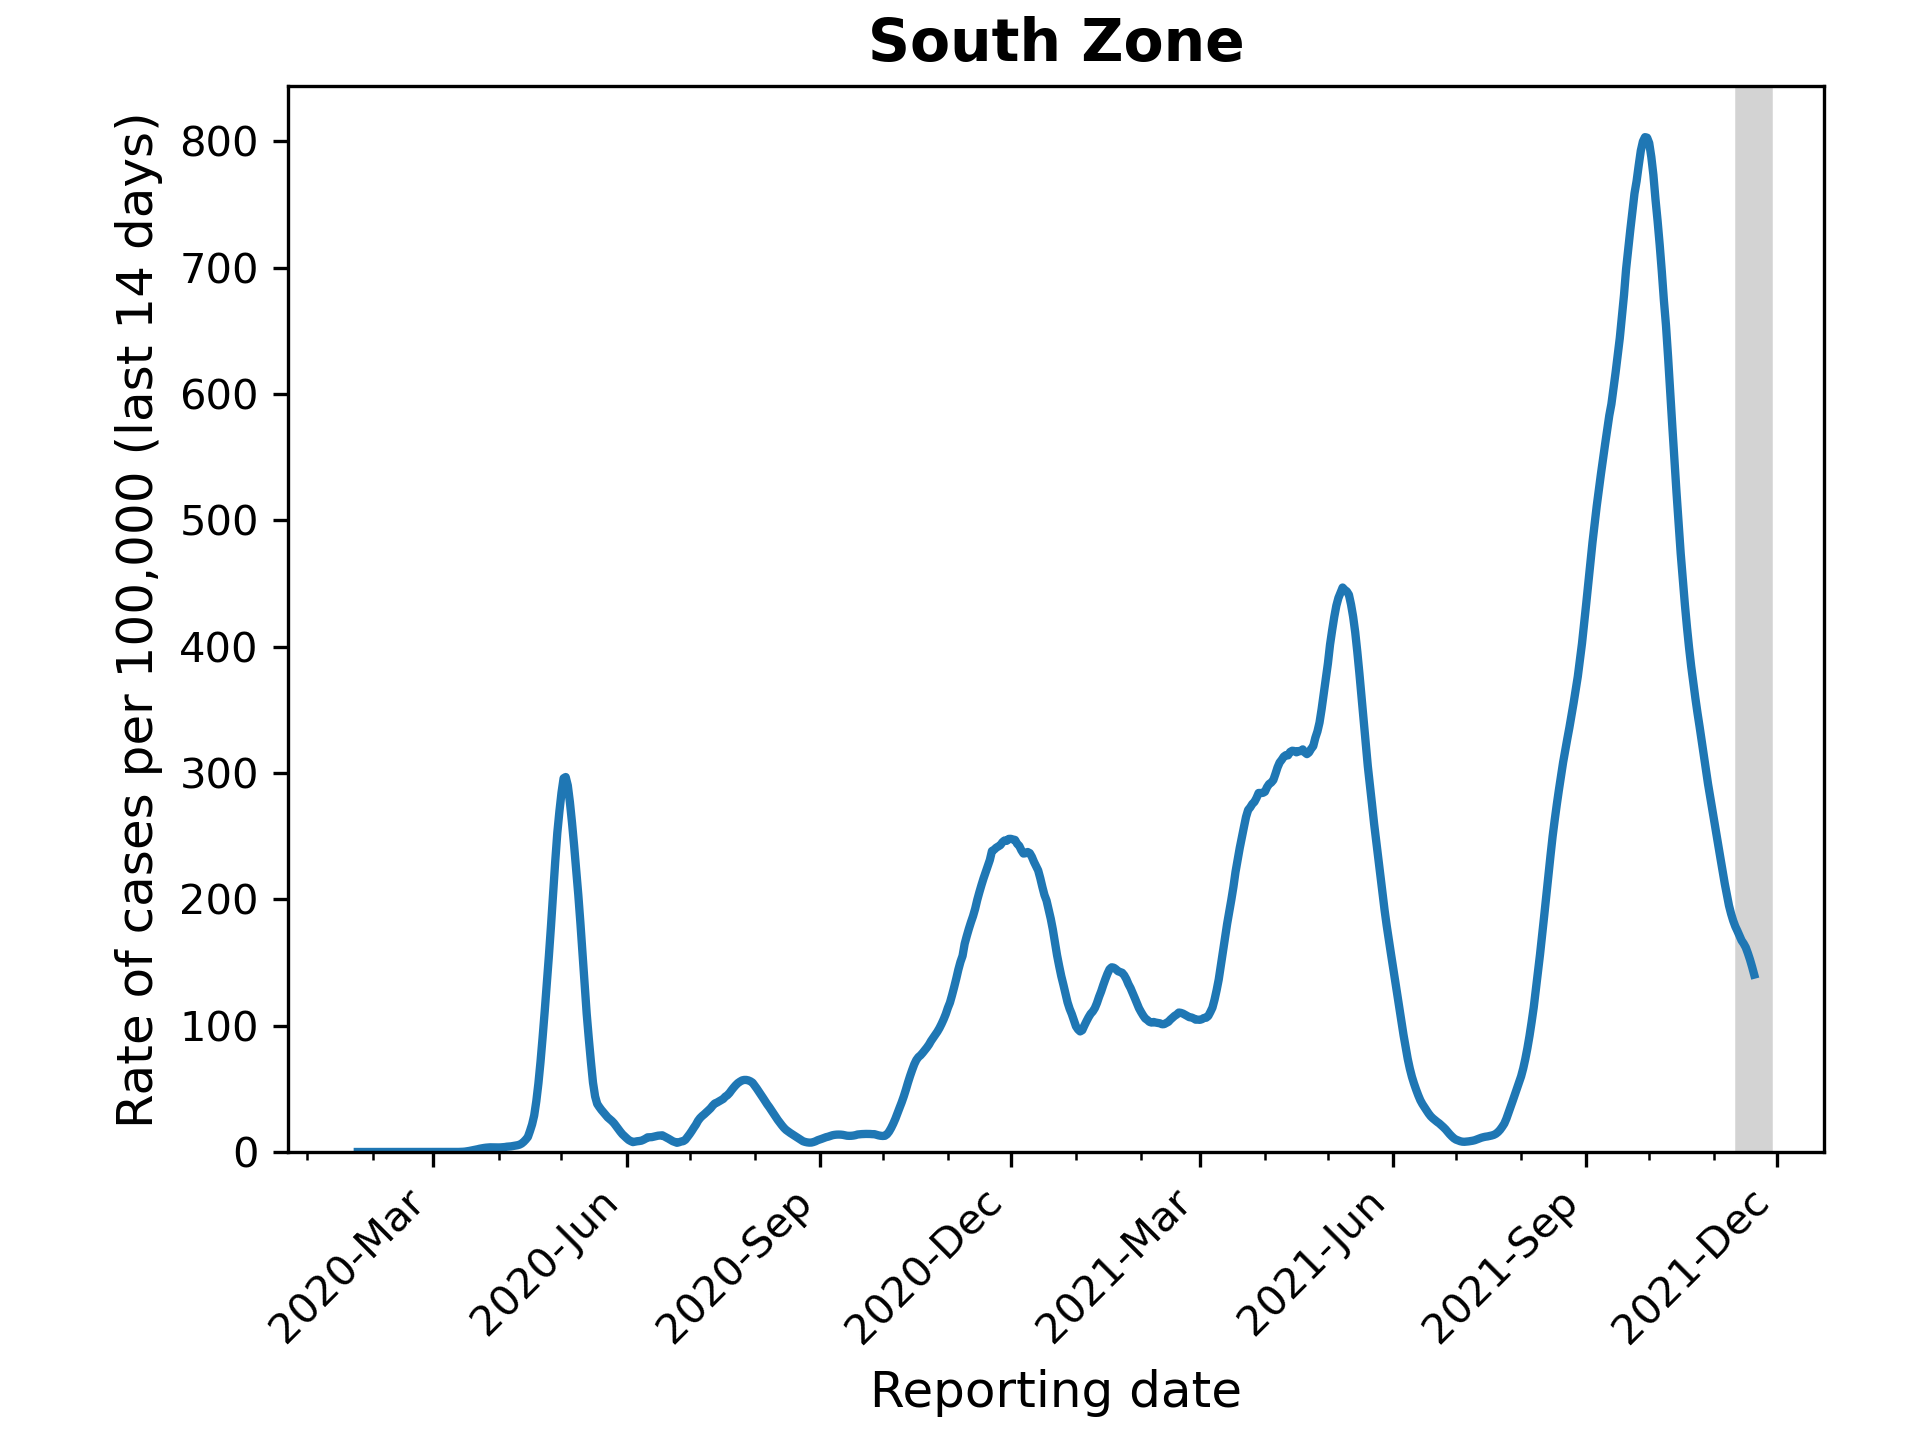 South Zone
Rate of cases per 100,000 (last 14 days)
800
700
600
500
400
300
200
100
0
2020-Mar
2020-Jun
2020-Sep
2020-Dec
2021-Mar
2021-Jun
2021-Sep
2021-Dec
Reporting date